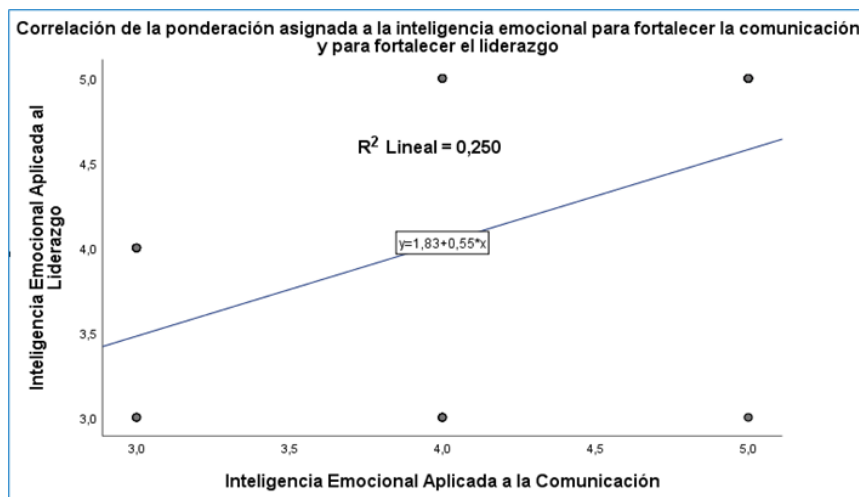 Correlación de la ponderación asignada a la inteligencia emocional para fortalecer la comunicación
y para fortalecer el liderazgo
Inteligencia Emocional Aplicada al
Liderazgo
5,0
4,5
4,0
3,5
3,0
R² Lineal = 0,250
y=1,83+0,55*x
3,0
3,5
4,0
4,5
5,0
Inteligencia Emocional Aplicada a la Comunicación